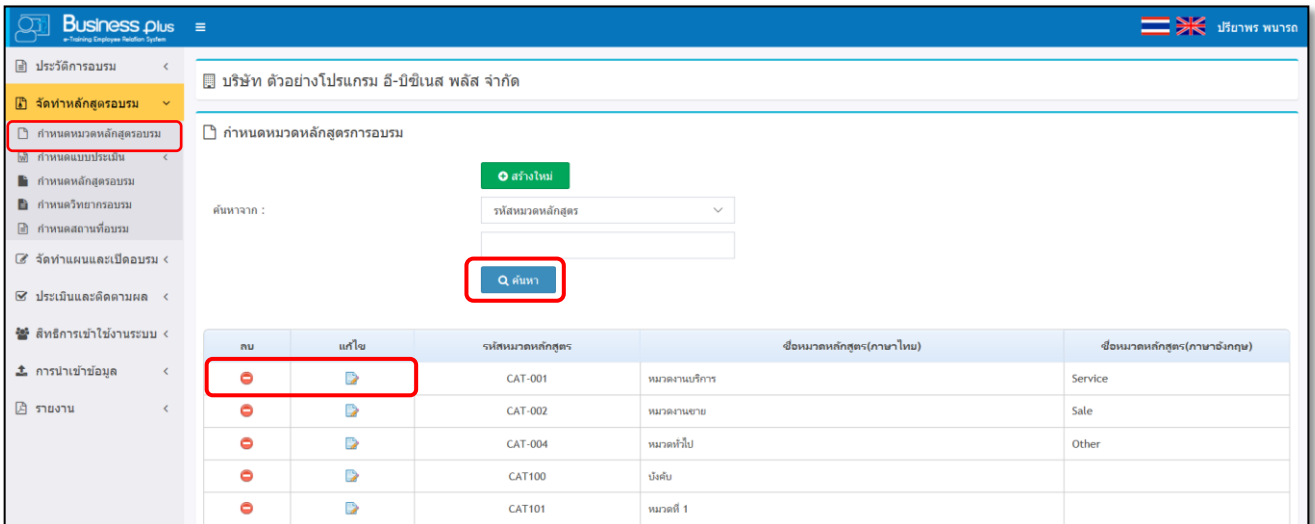 Business plus
e-Training Employee Relation System
ปรียาพร พนารถ
ประวัติการอบรม
จัดทำหลักสูตรอบรม
กำหนดหมวดหลักสูตรอบรม
กำหนดแบบประเมิน
กำหนดหลักสูตรอบรม
กำหนดวิทยากรอบรม
กำหนดสถานที่อบรม
จัดทำแผนและเปิดอบรม
ประเมินและติดตามผล
สิทธิการเข้าใช้งานระบบ
การนำเข้าข้อมูล
รายงาน
บริษัท ตัวอย่างโปรแกรม อี-บิซิเนส พลัส จำกัด
กำหนดหมวดหลักสูตรการอบรม
สร้างใหม่
ค้นหาจาก : รหัสหมวดหลักสูตร
ค้นหา
ลบ แก้ไข รหัสหมวดหลักสูตร ชื่อหมวดหลักสูตร(ภาษาไทย) ชื่อหมวดหลักสูตร(ภาษาอังกฤษ)
CAT-001 หมวดงานบริการ Service
CAT-002 หมวดงานขาย Sale
CAT-004 หมวดทั่วไป Other
CAT100 บังคับ
CAT101 หมวดที่ 1